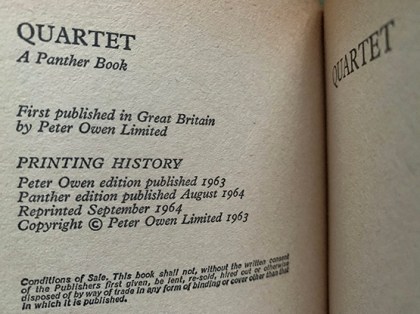 QUARTET
A Panther Book
First published in Great Britain
by Peter Owen Limited
PRINTING HISTORY
Peter Owen edition published 1963
Panther edition published August 1964
Reprinted September 1964
Copyright © Peter Owen Limited 1963
Conditions of Sale. This book shall not, without the written consent
of the Publishers first given, be lent, re-sold, hired out or otherwise
disposed of by way of trade in any form of binding or cover other than that
in which it is published.
QUARTET